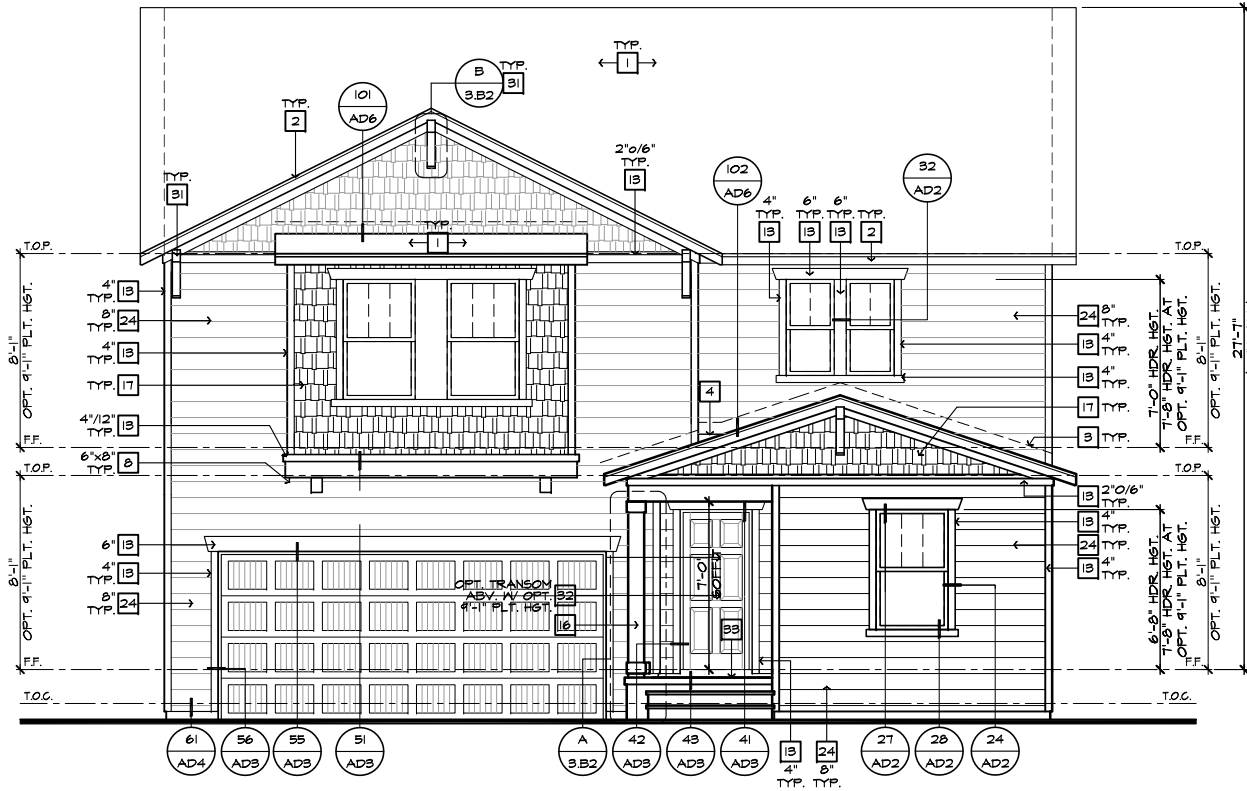 TYP.
1
B
3.B2
TYP.
31
101
AD6
TYP.
2
2"o/6"
TYP.
13
102
AD6
32
AD2
TYP.
31
4"
TYP.
13
6"
TYP.
13
6"
TYP.
13
TYP.
2
TYP.
1
T.O.P.
T.O.P.
4"
TYP.
13
8"
TYP.
24
4"
TYP.
13
TYP.
17
4"/12"
TYP.
13
6"x8"
TYP.
8
8'-1"
OPT. 9'-1" PLT. HGT.
F.F.
T.O.P.
24
8"
TYP.
13
4"
TYP.
13
4"
TYP.
17
TYP.
3
TYP.
4
7'-0" HDR. HGT.
7'-8" HDR. HGT. AT
OPT. 9'-1" PLT. HGT.
8'-1"
OPT. 9'-1" PLT. HGT.
27'-7"
F.F.
T.O.P.
13
2"O/6"
TYP.
13
4"
TYP.
24
TYP.
13
4"
TYP.
6"
13
4"
TYP.
13
8"
TYP.
24
8'-1"
OPT. 9'-1" PLT. HGT.
F.F.
T.O.C.
OPT. TRANSOM
ABV. W/ OPT.
9'-1" PLT. HGT.
32
16
7'-0"
SOFFIT
33
6'-8" HDR. HGT.
7'-8" HDR. HGT. AT
OPT. 9'-1" PLT. HGT.
8'-1"
OPT. 9'-1" PLT. HGT.
F.F.
T.O.C.
61
AD4
56
AD3
55
AD3
51
AD3
A
3.B2
42
AD3
43
AD3
41
AD3
13
4"
TYP.
24
8"
TYP.
27
AD2
28
AD2
24
AD2